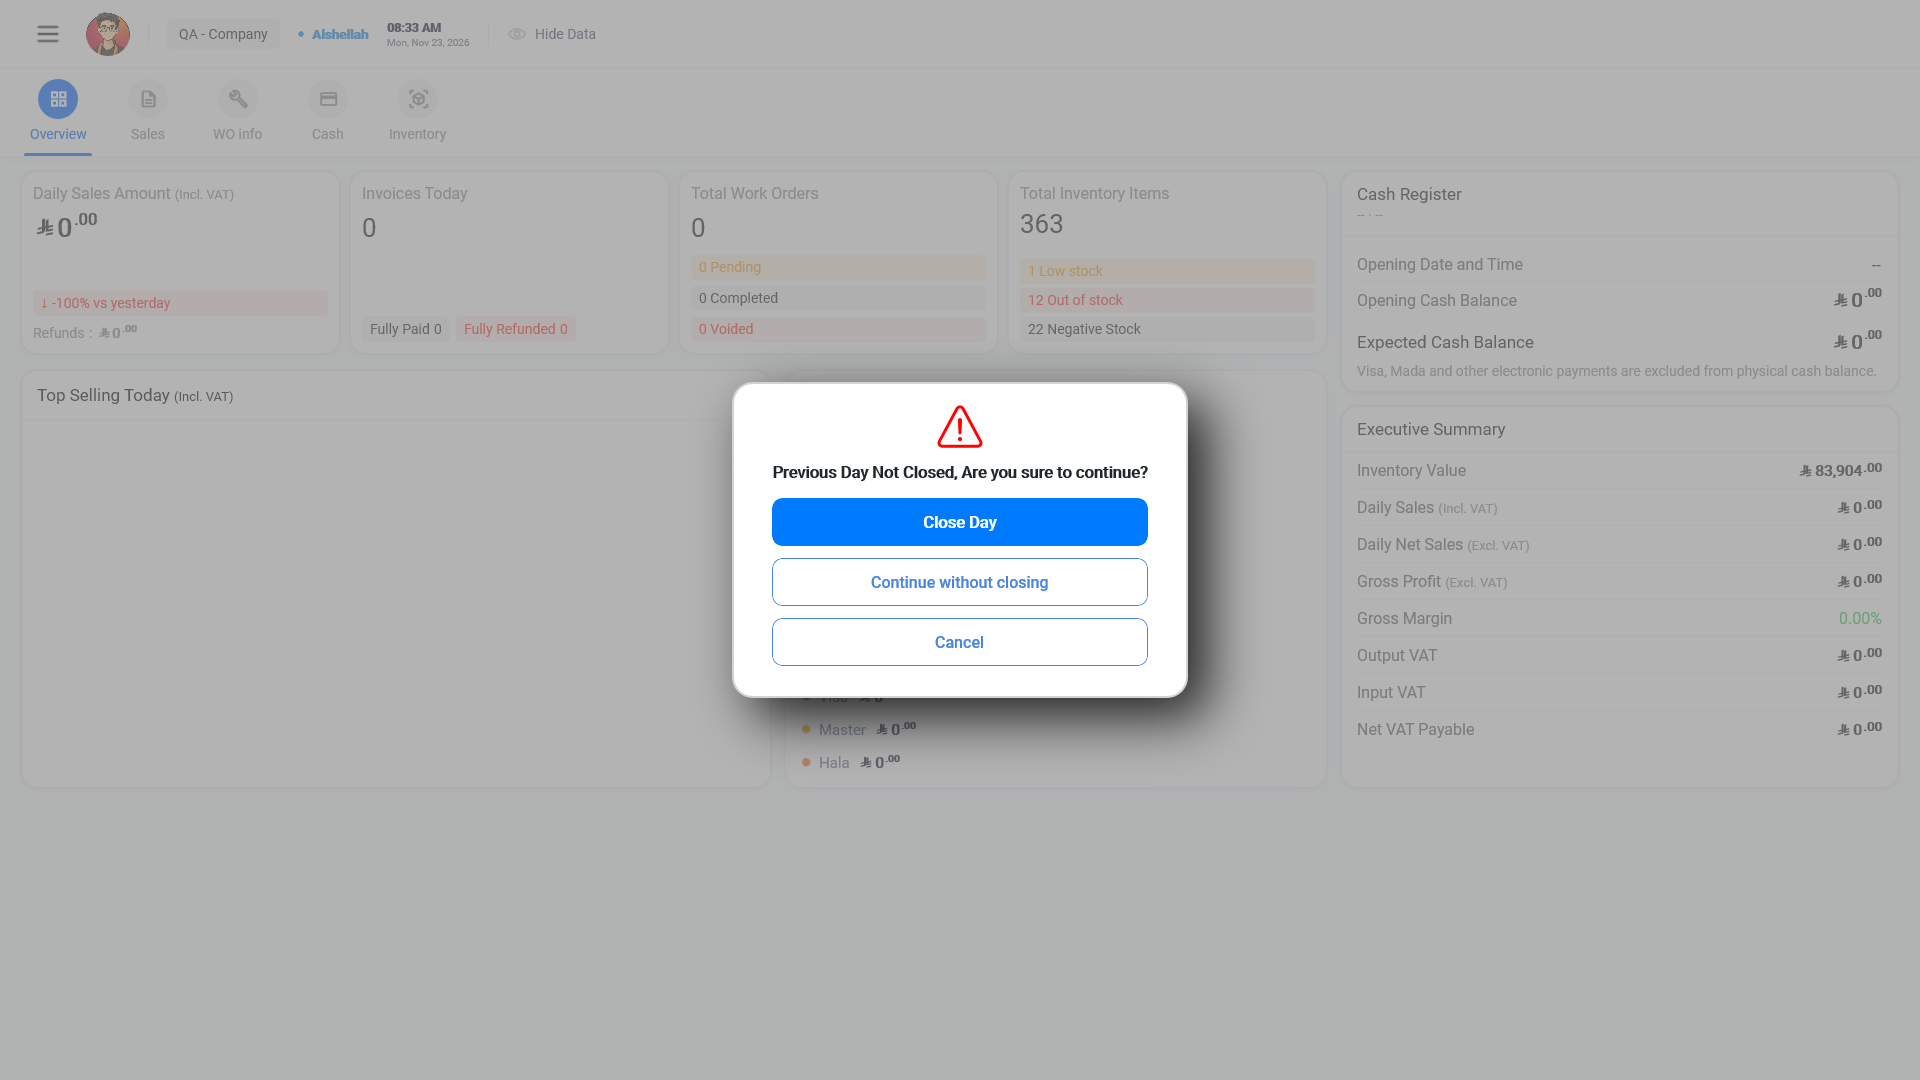 QA - Company
Alshellah
08:33 AM
Mon, Nov 23, 2026
Hide Data
Overview
Sales
WO info
Cash
Inventory
Daily Sales Amount (Incl. VAT)
0.00
↓ -100% vs yesterday
Refunds : 0.00
Invoices Today
0
Fully Paid 0
Fully Refunded 0
Total Work Orders
0
0 Pending
0 Completed
0 Voided
Total Inventory Items
363
1 Low stock
12 Out of stock
22 Negative Stock
Cash Register
-- · --
Opening Date and Time --
Opening Cash Balance 0.00
Expected Cash Balance 0.00
Visa, Mada and other electronic payments are excluded from physical cash balance.
Top Selling Today (Incl. VAT)
Previous Day Not Closed, Are you sure to continue?
Close Day
Continue without closing
Cancel
Master 0.00
Hala 0.00
Executive Summary
Inventory Value 83,904.00
Daily Sales (Incl. VAT) 0.00
Daily Net Sales (Excl. VAT) 0.00
Gross Profit (Excl. VAT) 0.00
Gross Margin 0.00%
Output VAT 0.00
Input VAT 0.00
Net VAT Payable 0.00